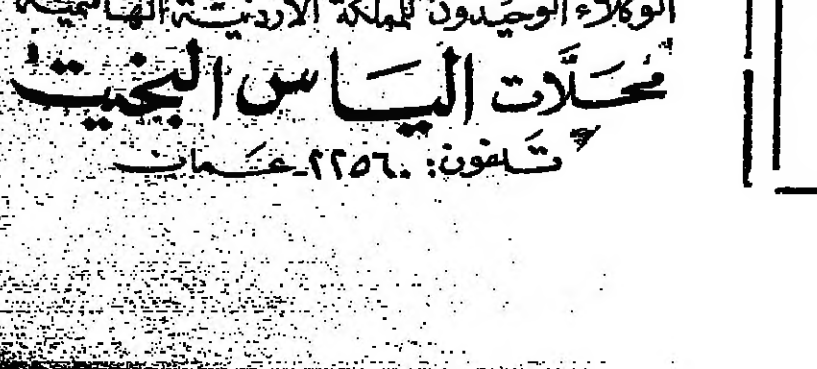 الوكلاء الوحيدون للمملكة الاردنية الهاشمية
محلات الياس البخيت
تلفون: ٢٢٥٦٠ - عمان